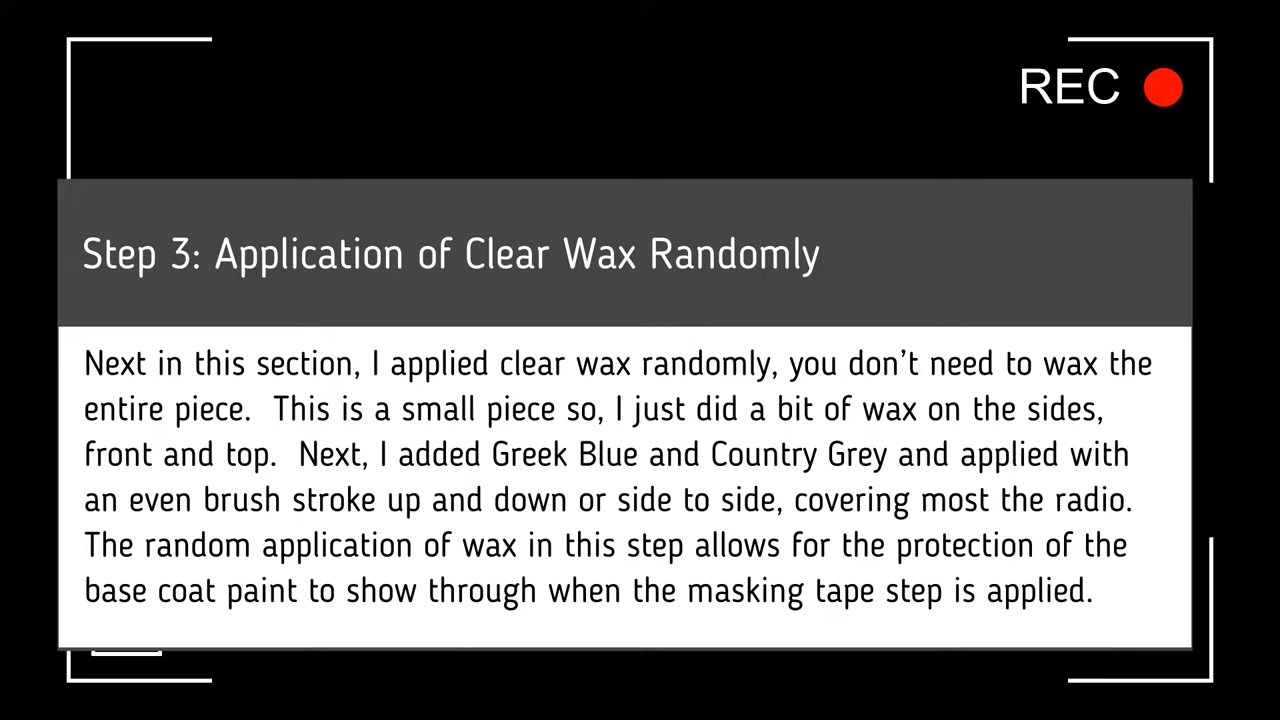 REC
Step 3: Application of Clear Wax Randomly
Next in this section, I applied clear wax randomly, you don’t need to wax the
entire piece.  This is a small piece so, I just did a bit of wax on the sides,
front and top.  Next, I added Greek Blue and Country Grey and applied with
an even brush stroke up and down or side to side, covering most the radio.
The random application of wax in this step allows for the protection of the
base coat paint to show through when the masking tape step is applied.